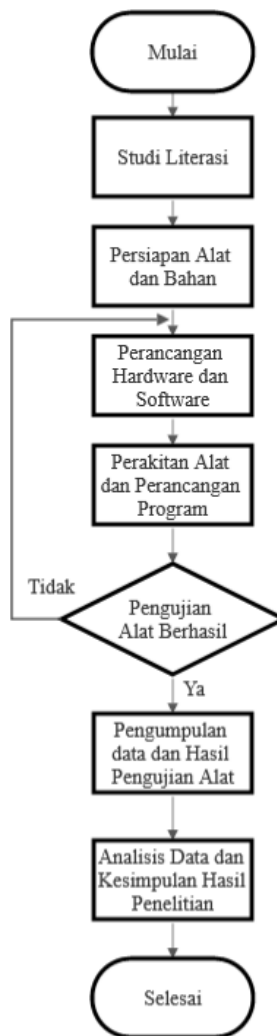 Mulai
Studi Literasi
Persiapan Alat
dan Bahan
Perancangan
Hardware dan
Software
Perakitan Alat
dan Perancangan
Program
Tidak
Pengujian
Alat Berhasil
Ya
Pengumpulan
data dan Hasil
Pengujian Alat
Analisis Data dan
Kesimpulan Hasil
Penelitian
Selesai